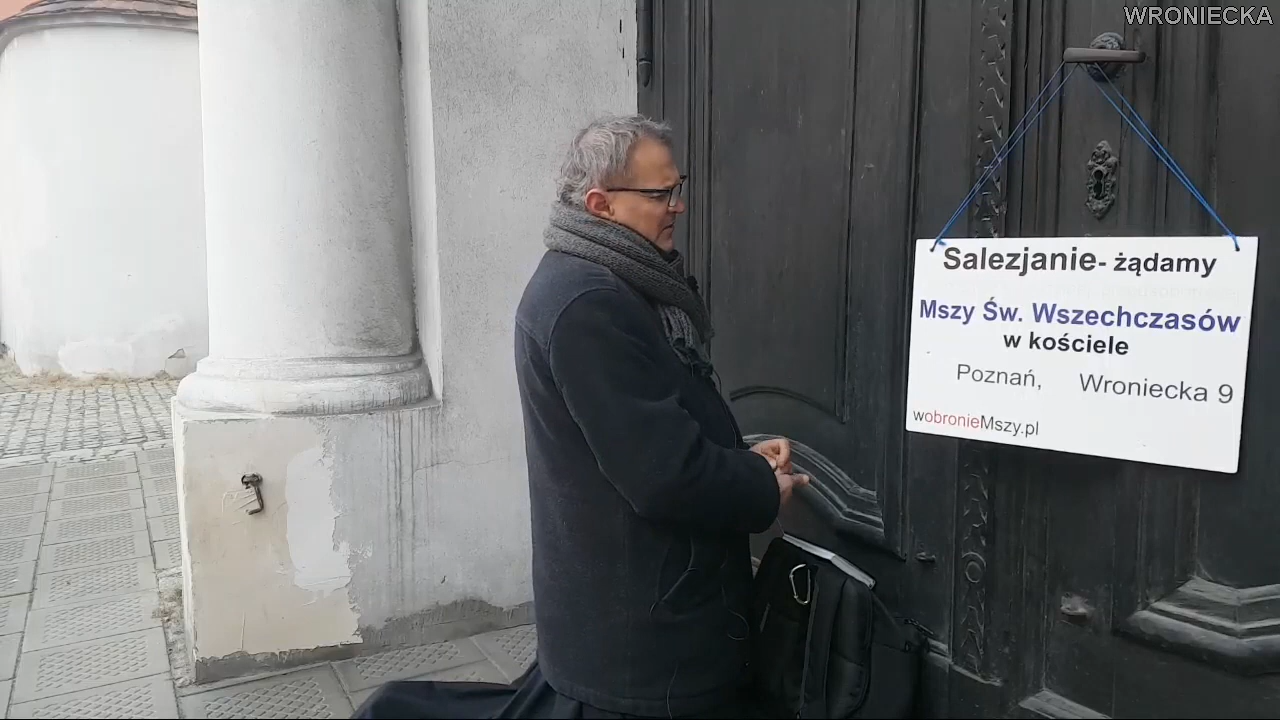 WRONIECKA
Salezjanie- żądamy
Mszy Św. Wszechczasów
w kościele
Poznań, Wroniecka 9
wobronieMszy.pl